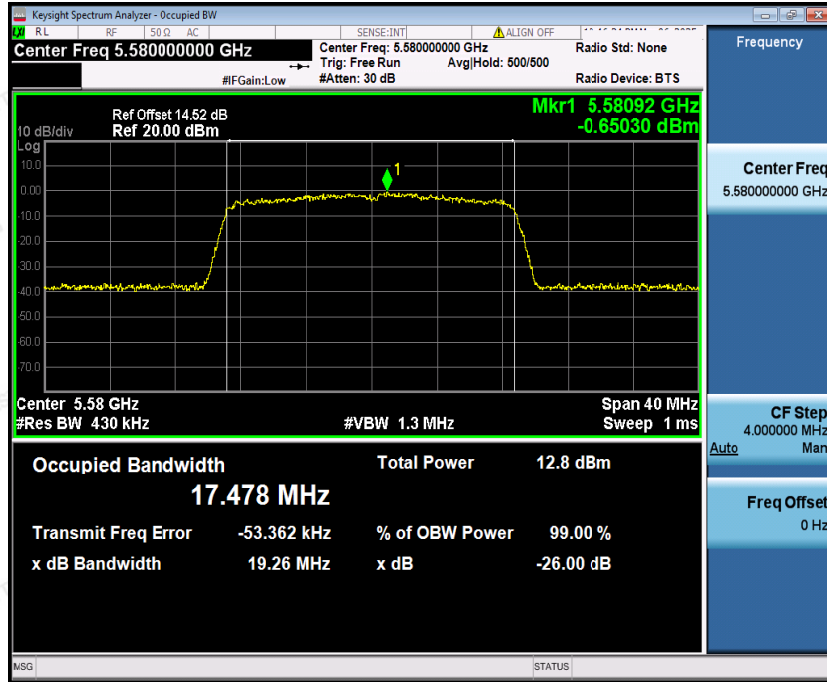 Keysight Spectrum Analyzer - Occupied BW
LXI RL RF 50 Ω AC SENSE:INT ALIGN OFF
Center Freq 5.580000000 GHz
Center Freq: 5.580000000 GHz Radio Std: None
Trig: Free Run Avg|Hold: 500/500
#IFGain:Low #Atten: 30 dB Radio Device: BTS
Ref Offset 14.52 dB Mkr1 5.58092 GHz
10 dB/div Ref 20.00 dBm -0.65030 dBm
Log
10.0
1
0.00
-10.0
-20.0
-30.0
-40.0
-50.0
-60.0
-70.0
Center 5.58 GHz Span 40 MHz
#Res BW 430 kHz #VBW 1.3 MHz Sweep 1 ms
Occupied Bandwidth Total Power 12.8 dBm
17.478 MHz
Transmit Freq Error -53.362 kHz % of OBW Power 99.00 %
x dB Bandwidth 19.26 MHz x dB -26.00 dB
MSG STATUS
Frequency
Center Freq
5.580000000 GHz
CF Step
4.000000 MHz
Auto Man
Freq Offset
0 Hz